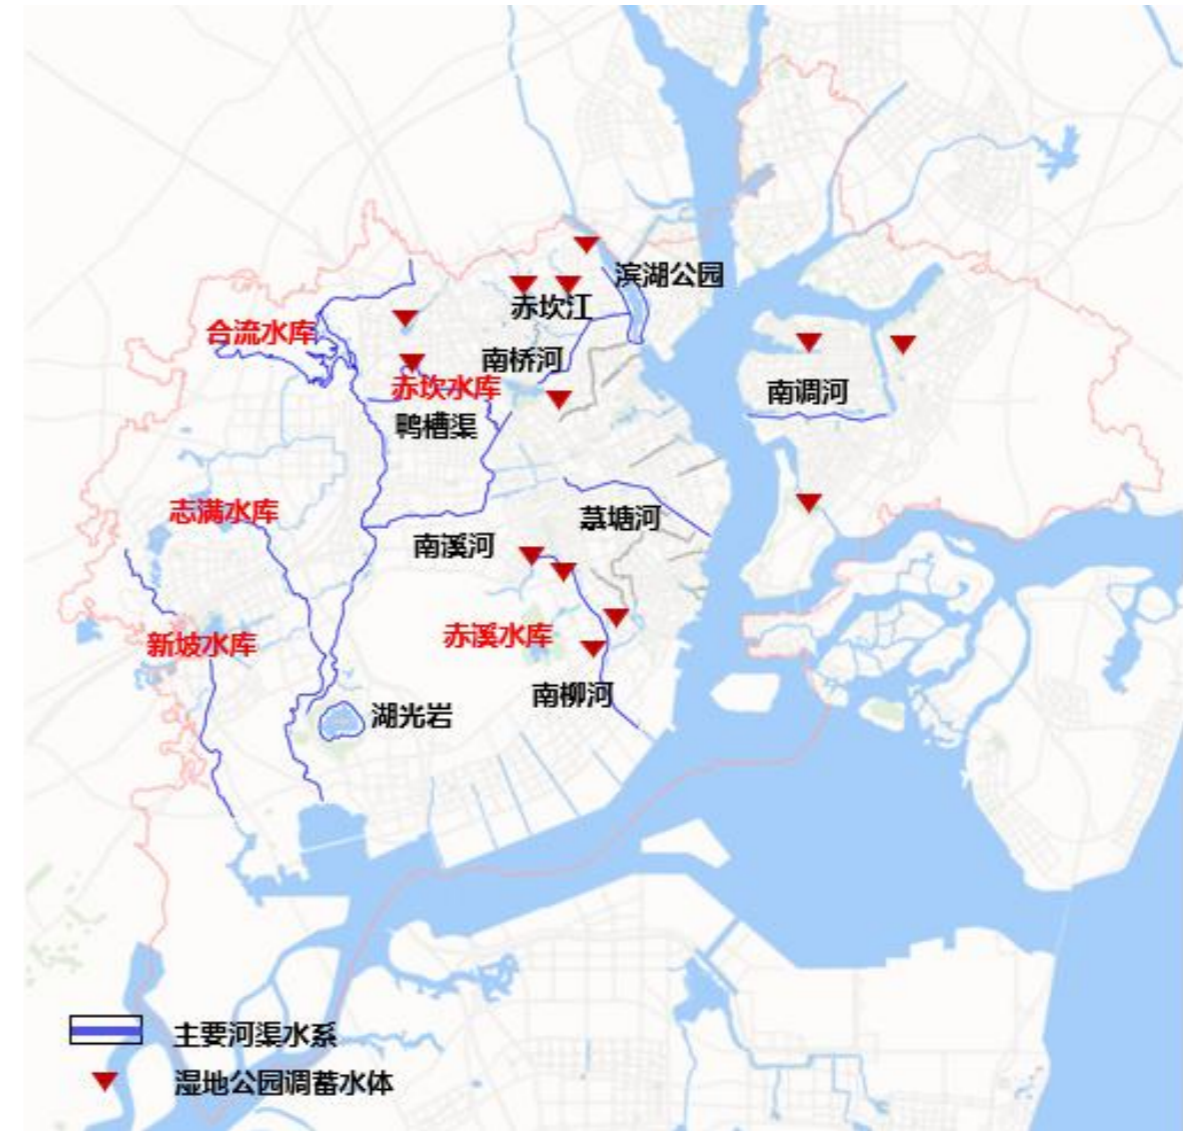 滨湖公园
赤坎江
合流水库
南桥河
赤坎水库
南调河
鸭槽渠
志满水库
菉塘河
南溪河
赤溪水库
新坡水库
南柳河
湖光岩
主要河渠水系
湿地公园调蓄水体